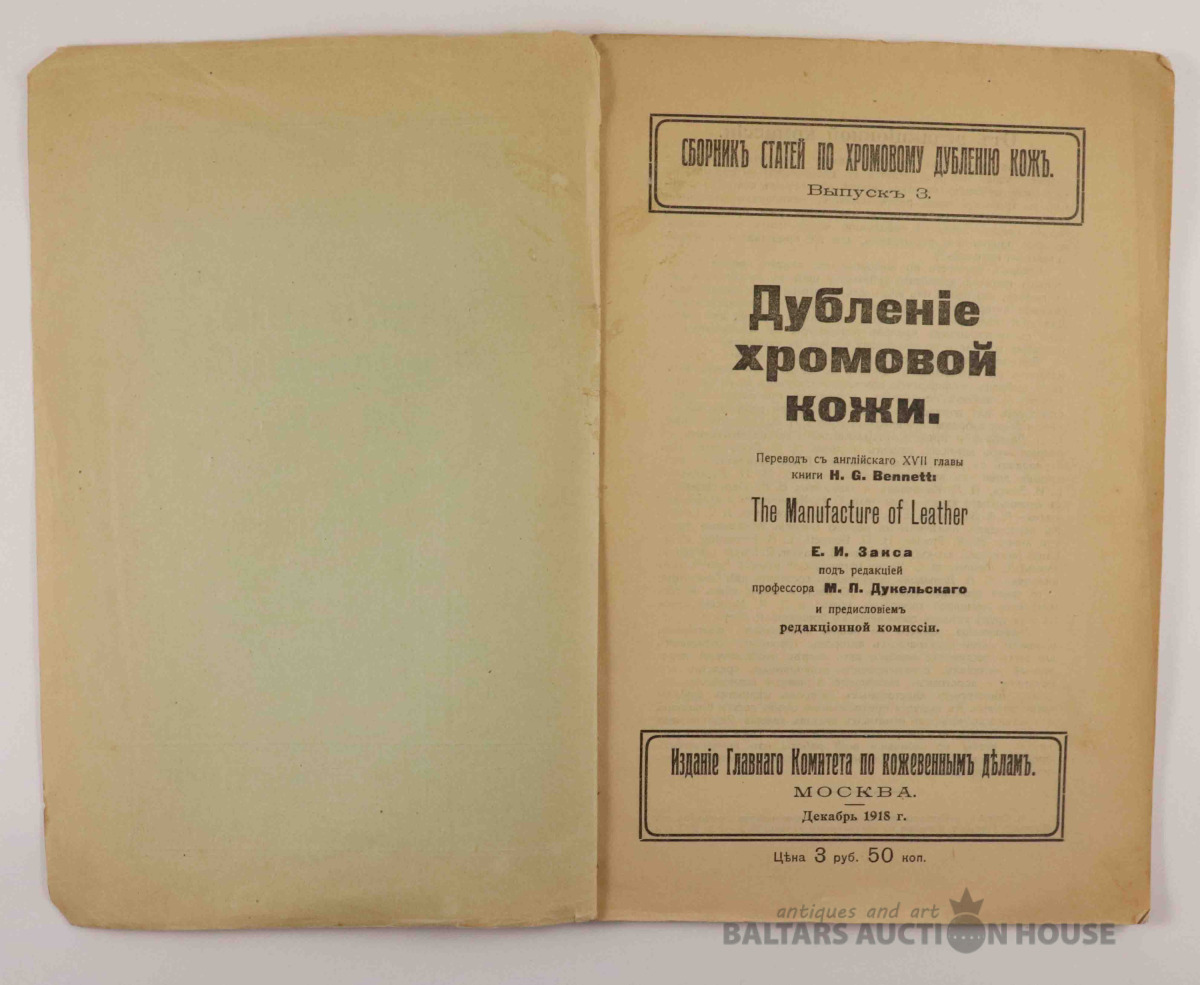 СБОРНИКЪ СТАТЕЙ ПО ХРОМОВОМУ ДУБЛЕНІЮ КОЖЪ.
Выпускъ 3.
Дубленіе
хромовой
кожи.
Переводъ съ англійскаго XVII главы
книги H. G. Bennett:
The Manufacture of Leather
Е. И. Закса
подъ редакціей
профессора М. П. Дукельскаго
и предисловіемъ
редакціонной комиссіи.
Изданіе Главнаго Комитета по кожевеннымъ дѣламъ.
МОСКВА.
Декабрь 1918 г.
Цѣна 3 руб. 50 коп.
antiques and art
BALTARS AUCTION HOUSE